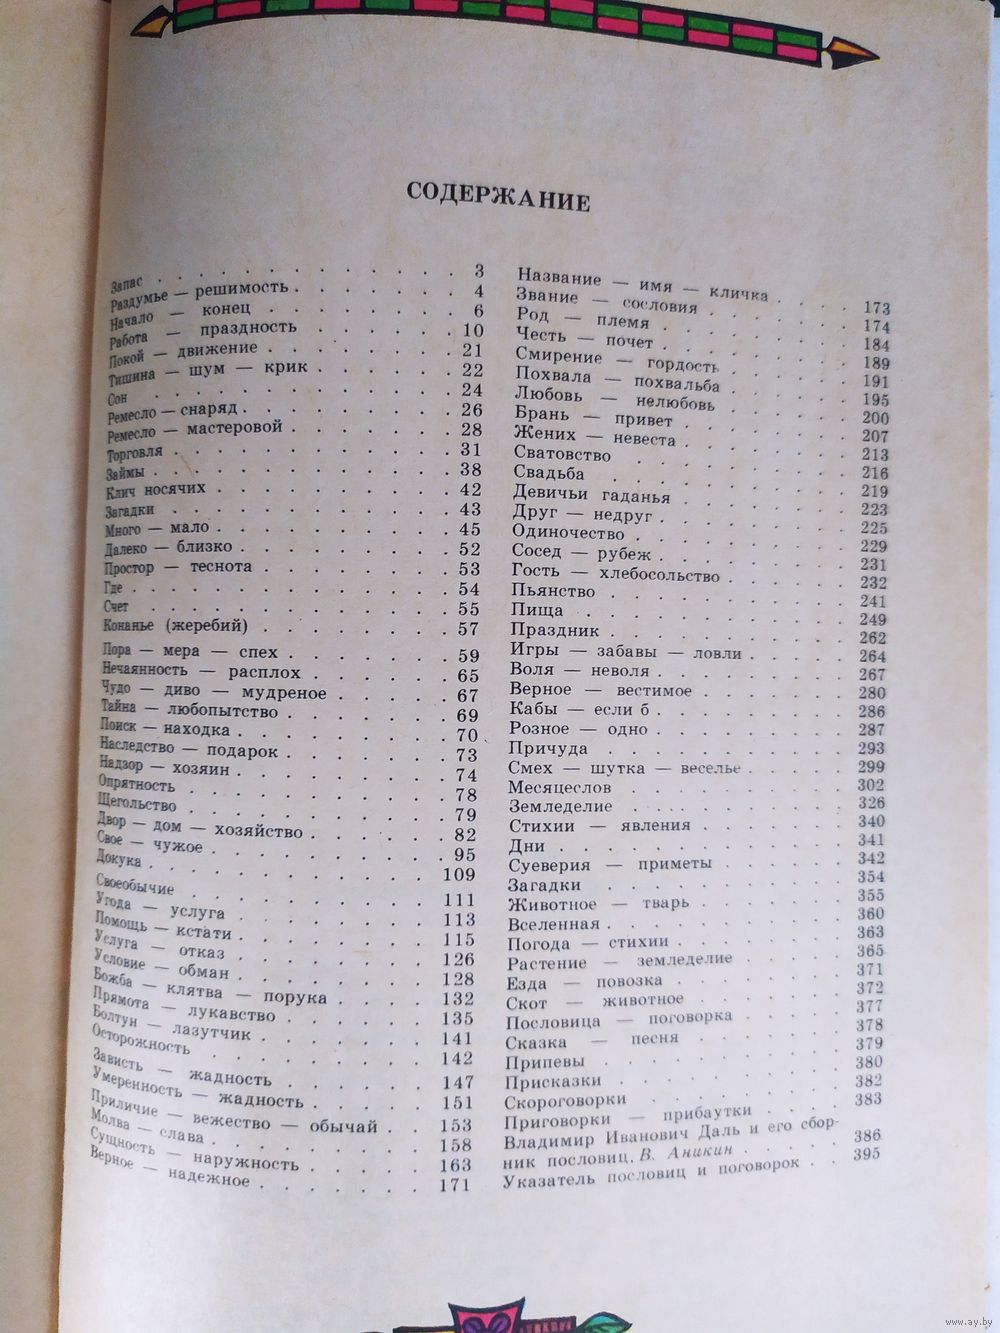 СОДЕРЖАНИЕ
Запас . . . . . . . . . . . 3
Раздумье — решимость . . . . . . 4
Начало — конец . . . . . . . 6
Работа — праздность . . . . . 10
Покой — движение . . . . . . 21
Тишина — шум — крик . . . . . 22
Сон . . . . . . . . . . . 24
Ремесло — снаряд . . . . . . . 26
Ремесло — мастеровой . . . . . 28
Торговля . . . . . . . . . 31
Займы . . . . . . . . . . 38
Клич носячих . . . . . . . . 42
Загадки . . . . . . . . . 43
Много — мало . . . . . . . . 45
Далеко — близко . . . . . . . 52
Простор — теснота . . . . . . 53
Где . . . . . . . . . . . 54
Счет . . . . . . . . . . 55
Конанье (жеребий) . . . . . . 57
Пора — мера — спех . . . . . . 59
Нечаянность — расплох . . . . . 65
Чудо — диво — мудреное . . . . 67
Тайна — любопытство . . . . . . 69
Поиск — находка . . . . . . . 70
Наследство — подарок . . . . . . 73
Надзор — хозяин . . . . . . . 74
Опрятность . . . . . . . . 78
Щегольство . . . . . . . . 79
Двор — дом — хозяйство . . . . . 82
Свое — чужое . . . . . . . . 95
Докука . . . . . . . . . . 109
Своеобычие . . . . . . . . 111
Угода — услуга . . . . . . . 113
Помощь — кстати . . . . . . . 115
Услуга — отказ . . . . . . . 126
Условие — обман . . . . . . . 128
Божба — клятва — порука . . . . 132
Прямота — лукавство . . . . . 135
Болтун — лазутчик . . . . . . 141
Осторожность . . . . . . . 142
Зависть — жадность . . . . . . 147
Умеренность — жадность . . . . . 151
Приличие — вежество — обычай . . 153
Молва — слава . . . . . . . 158
Сущность — наружность . . . . . 163
Верное — надежное . . . . . . 171
Название — имя — кличка . . . . 173
Звание — сословия . . . . . . 174
Род — племя . . . . . . . . 184
Честь — почет . . . . . . . 189
Смирение — гордость . . . . . 191
Похвала — похвальба . . . . . 195
Любовь — нелюбовь . . . . . . 200
Брань — привет . . . . . . . 207
Жених — невеста . . . . . . . 213
Сватовство . . . . . . . . 216
Свадьба . . . . . . . . . 219
Девичьи гаданья . . . . . . 223
Друг — недруг . . . . . . . 225
Одиночество . . . . . . . . 229
Сосед — рубеж . . . . . . . 231
Гость — хлебосольство . . . . . 232
Пьянство . . . . . . . . . 241
Пища . . . . . . . . . . 249
Праздник . . . . . . . . . 262
Игры — забавы — ловли . . . . . 264
Воля — неволя . . . . . . . . 267
Верное — вестимое . . . . . . 280
Кабы — если б . . . . . . . . 286
Розное — одно . . . . . . . . 287
Причуда . . . . . . . . . 293
Смех — шутка — веселье . . . . . 299
Месяцеслов . . . . . . . . 302
Земледелие . . . . . . . . 326
Стихии — явления . . . . . . 340
Дни . . . . . . . . . . . 341
Суеверия — приметы . . . . . . 342
Загадки . . . . . . . . . 354
Животное — тварь . . . . . . 355
Вселенная . . . . . . . . . 360
Погода — стихии . . . . . . . 363
Растение — земледелие . . . . . 365
Езда — повозка . . . . . . . 371
Скот — животное . . . . . . . 372
Пословица — поговорка . . . . . 377
Сказка — песня . . . . . . . 378
Припевы . . . . . . . . . 379
Присказки . . . . . . . . 380
Скороговорки . . . . . . . 382
Приговорки — прибаутки . . . . 383
Владимир Иванович Даль и его сбор-
ник пословиц. В. Аникин . . . . . 386
Указатель пословиц и поговорок . . 395
www.ay.by